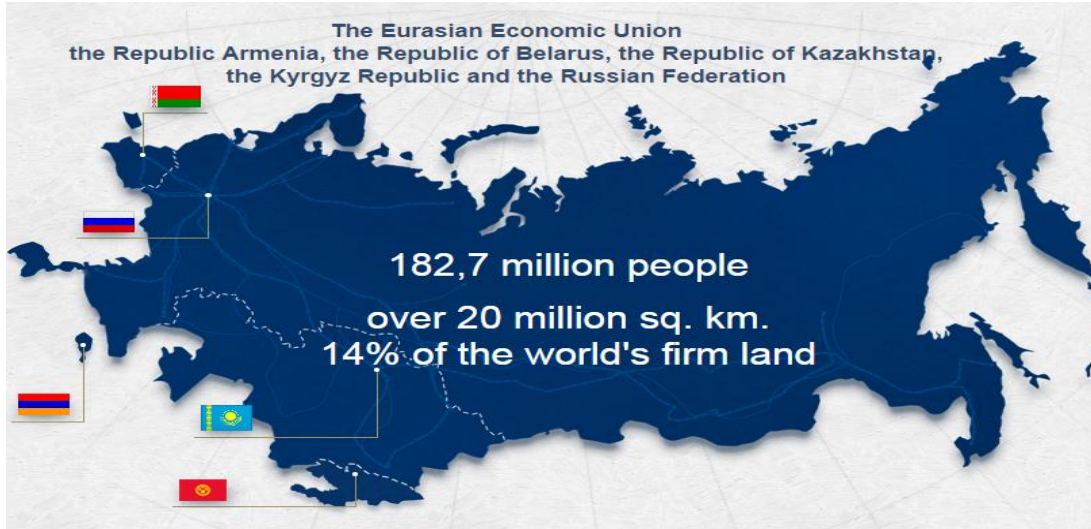 The Eurasian Economic Union
the Republic Armenia, the Republic of Belarus, the Republic of Kazakhstan,
the Kyrgyz Republic and the Russian Federation
182,7 million people
over 20 million sq. km.
14% of the world's firm land